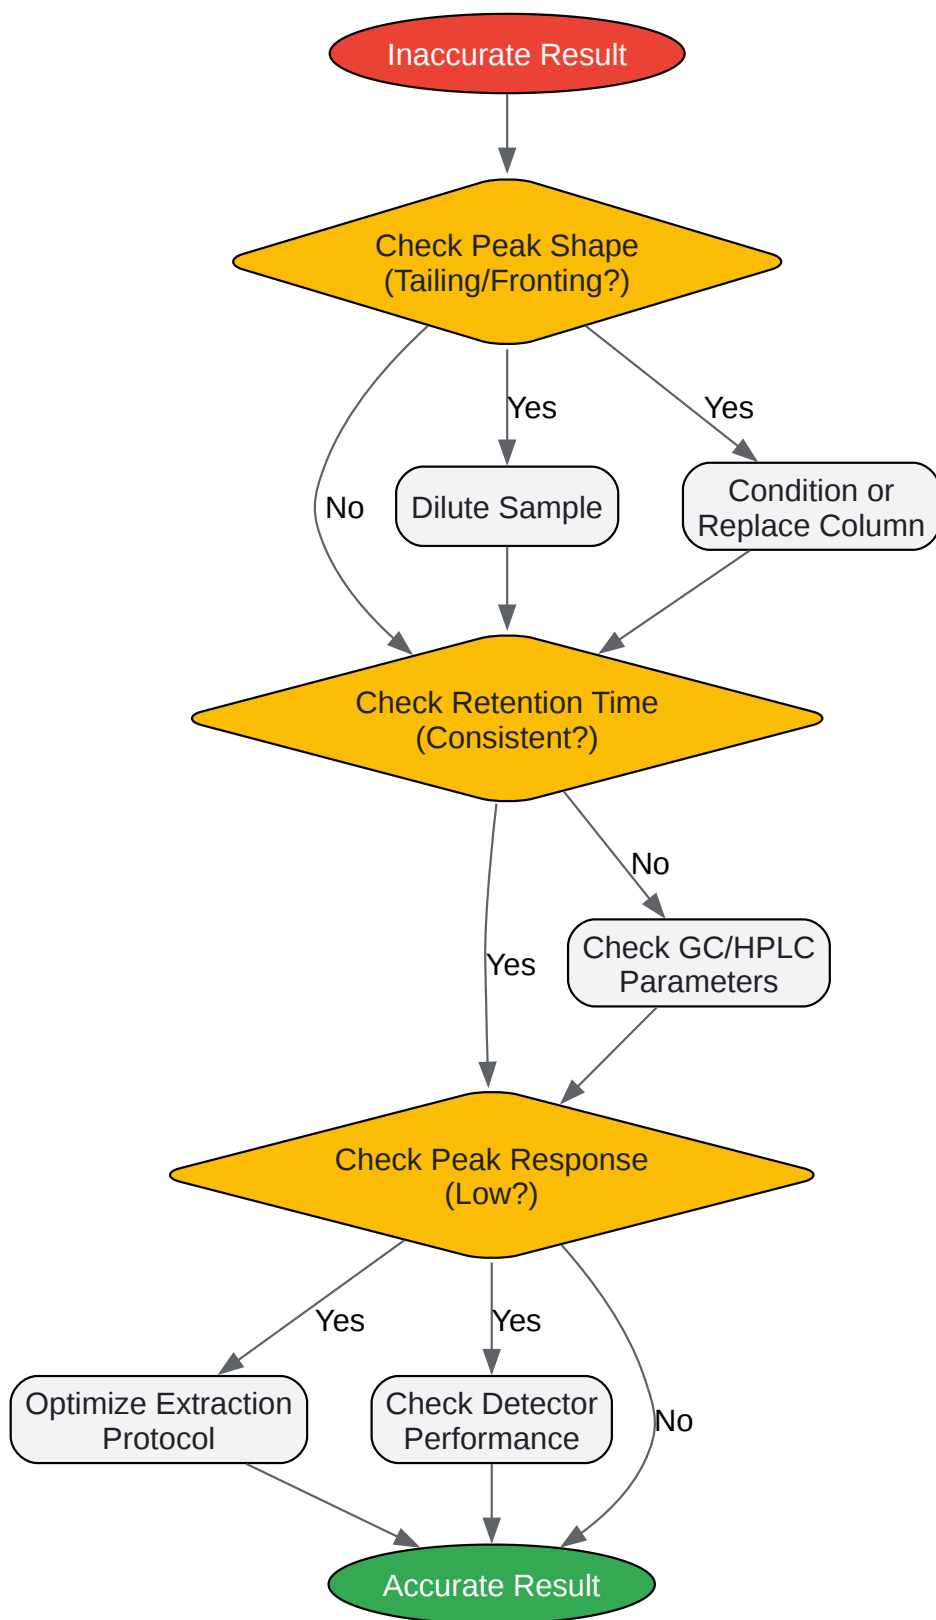 Inaccurate Result
Check Peak Shape
(Tailing/Fronting?)
Yes
Yes
No
Dilute Sample
Condition or
Replace Column
Check Retention Time
(Consistent?)
No
Yes
Check GC/HPLC
Parameters
Check Peak Response
(Low?)
Yes
Yes
No
Optimize Extraction
Protocol
Check Detector
Performance
Accurate Result